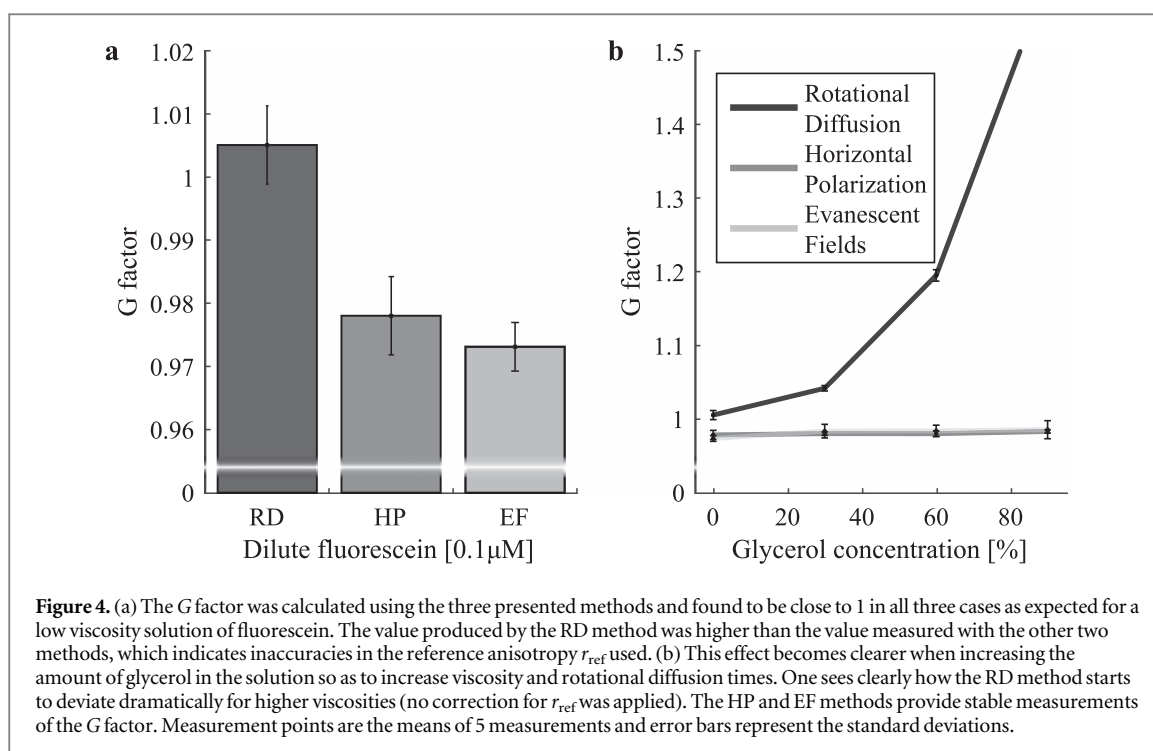 a
1.02
1.01
1
0.99
0.98
0.97
0.96
0
G factor
RD HP EF
Dilute fluorescein [0.1μM]
b
1.5
1.4
1.3
1.2
1.1
1
0
G factor
Rotational
Diffusion
Horizontal
Polarization
Evanescent
Fields
0 20 40 60 80
Glycerol concentration [%]
Figure 4. (a) The G factor was calculated using the three presented methods and found to be close to 1 in all three cases as expected for a
low viscosity solution of fluorescein. The value produced by the RD method was higher than the value measured with the other two
methods, which indicates inaccuracies in the reference anisotropy rref used. (b) This effect becomes clearer when increasing the
amount of glycerol in the solution so as to increase viscosity and rotational diffusion times. One sees clearly how the RD method starts
to deviate dramatically for higher viscosities (no correction for rref was applied). The HP and EF methods provide stable measurements
of the G factor. Measurement points are the means of 5 measurements and error bars represent the standard deviations.